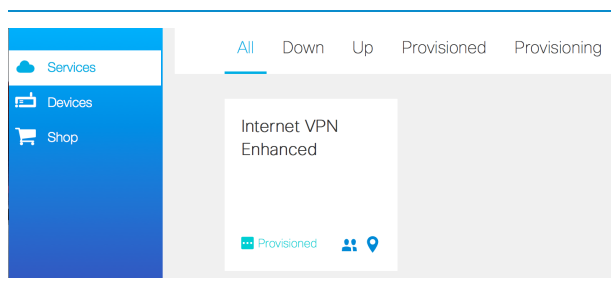 All Down Up Provisioned Provisioning
Services
Devices
Shop
Internet VPN
Enhanced
Provisioned